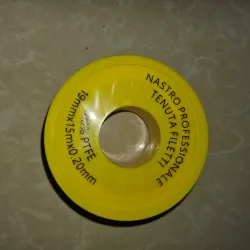 NASTRO PROFESSIONALE
TENUTA FILETTI
PTFE
19mmx15mx0.20mm